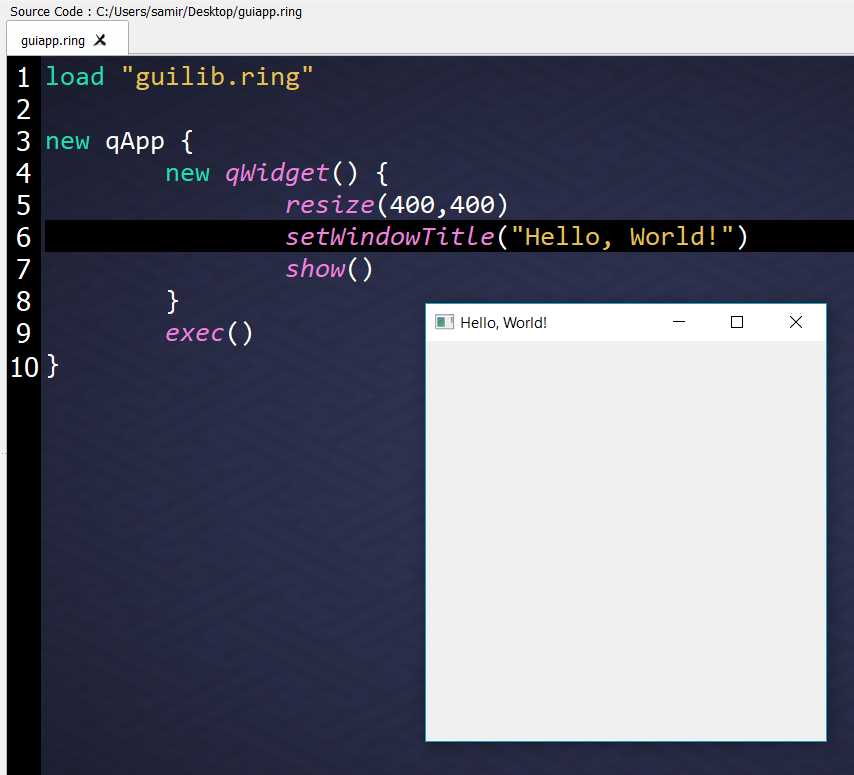 Source Code : C:/Users/samir/Desktop/guiapp.ring
guiapp.ring
1 load "guilib.ring"
2
3 new qApp {
4         new qWidget() {
5                 resize(400,400)
6                 setWindowTitle("Hello, World!")
7                 show()
8         }
9         exec()
10 }
Hello, World!